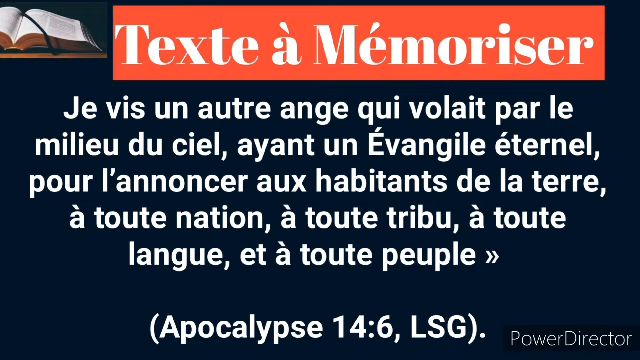 Texte à Mémoriser
Je vis un autre ange qui volait par le
milieu du ciel, ayant un Évangile éternel,
pour l’annoncer aux habitants de la terre,
à toute nation, à toute tribu, à toute
langue, et à toute peuple »
(Apocalypse 14:6, LSG).
PowerDirector